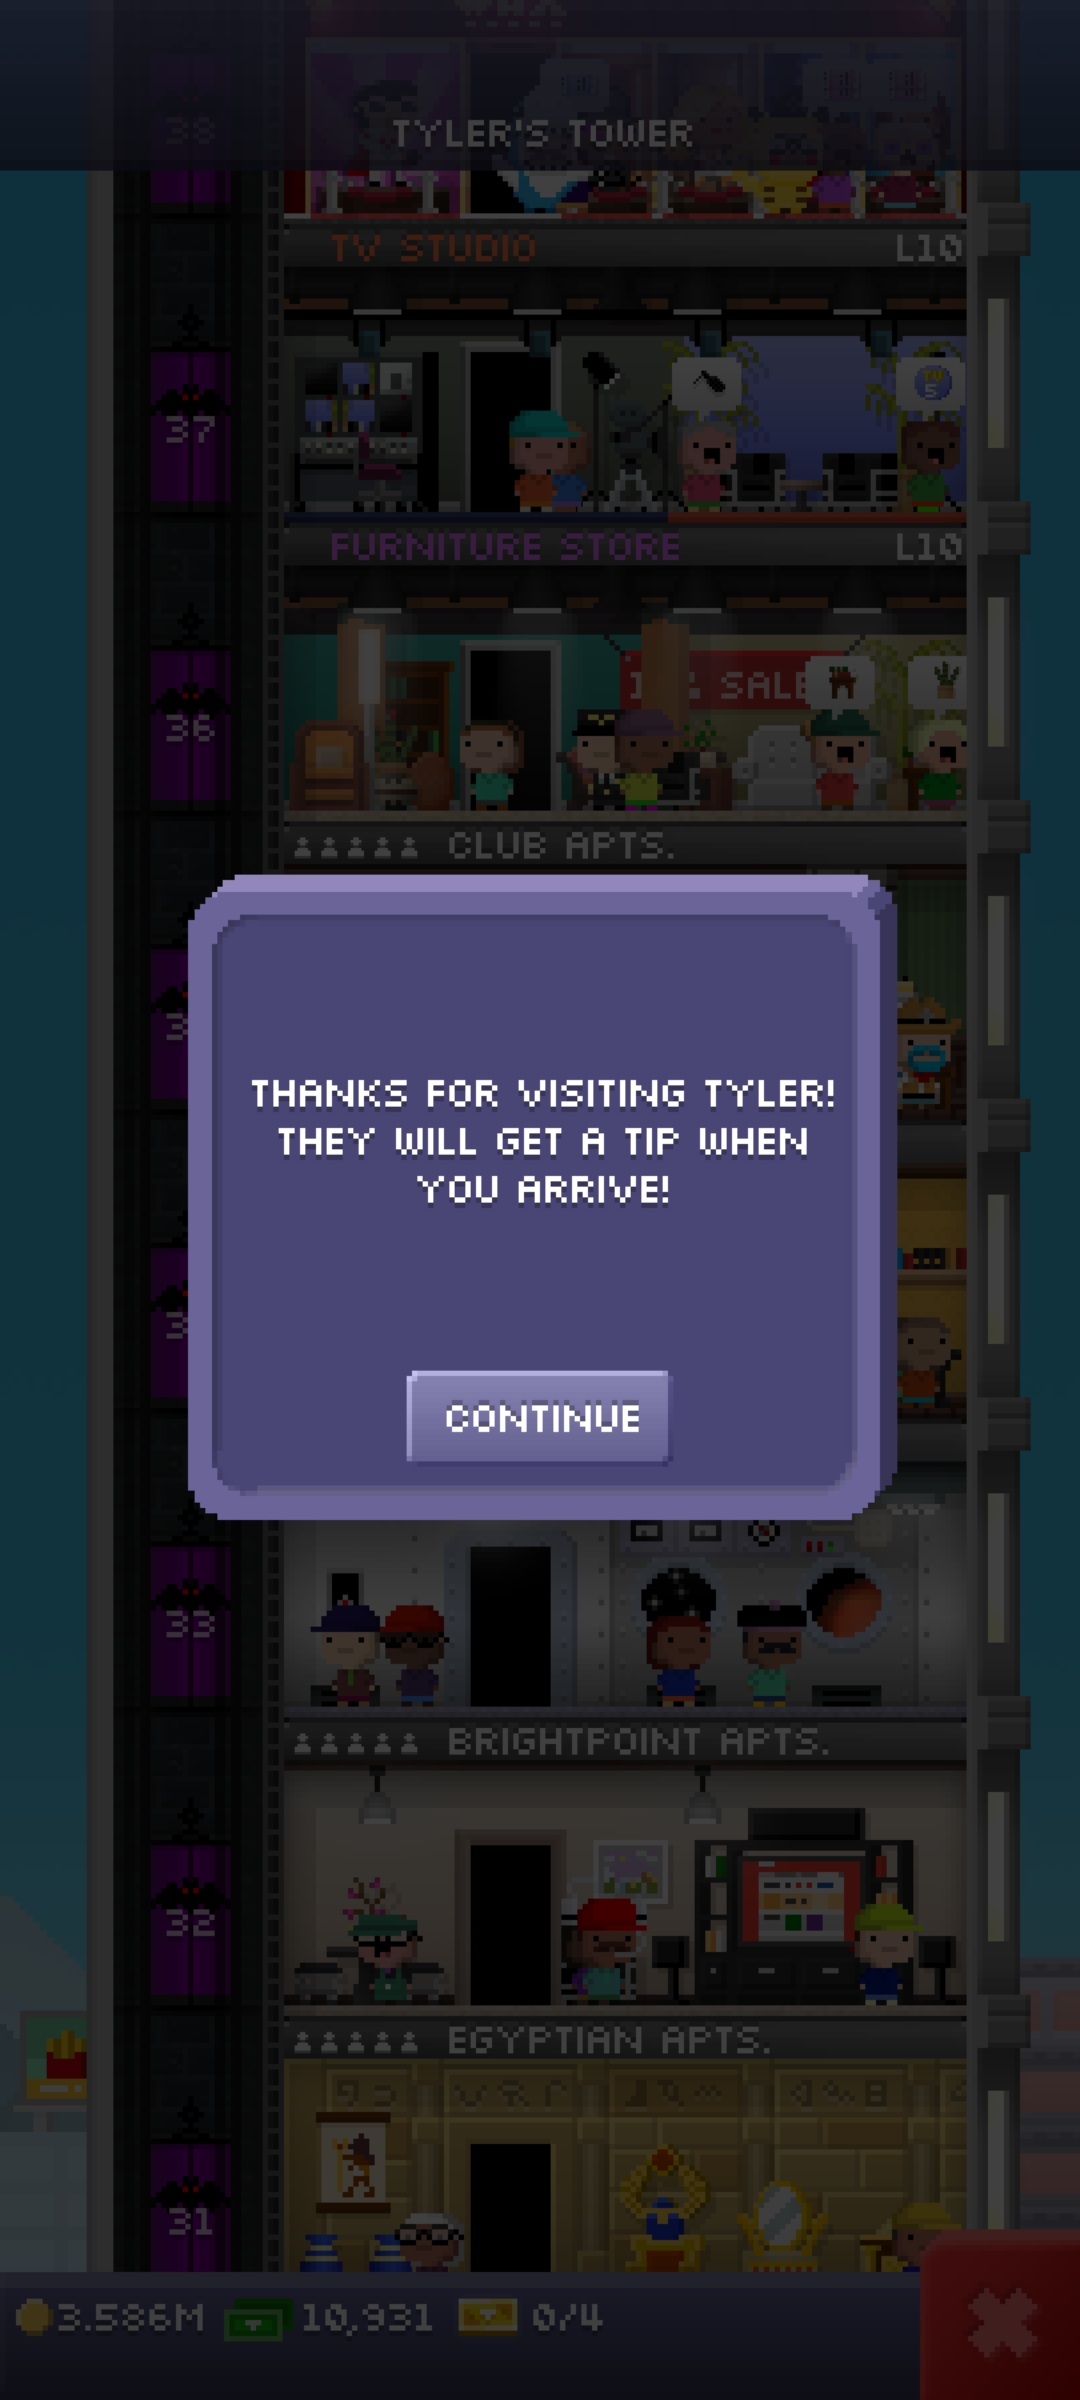 TYLER'S TOWER
38
TV STUDIO L10
37
TV 5
FURNITURE STORE L10
36
SALE
CLUB APTS.
THANKS FOR VISITING TYLER!
THEY WILL GET A TIP WHEN
YOU ARRIVE!
CONTINUE
33
BRIGHTPOINT APTS.
32
EGYPTIAN APTS.
31
3.586M 10,931 0/4